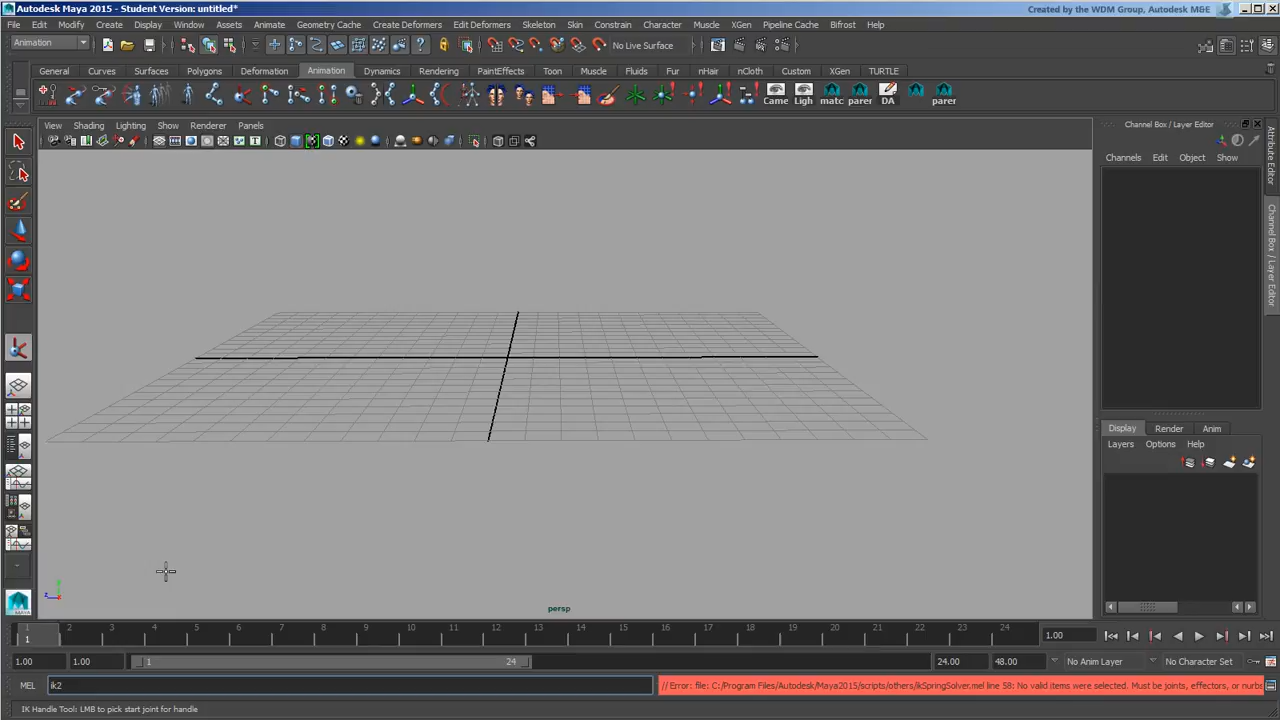 Autodesk Maya 2015 - Student Version: untitled*
Created by the WDM Group, Autodesk M&E
File Edit Modify Create Display Window Assets Animate Geometry Cache Create Deformers Edit Deformers Skeleton Skin Constrain Character Muscle XGen Pipeline Cache Bifrost Help
Animation
No Live Surface
General Curves Surfaces Polygons Deformation Animation Dynamics Rendering PaintEffects Toon Muscle Fluids Fur nHair nCloth Custom XGen TURTLE
Came Ligh matc parer DA parer
View Shading Lighting Show Renderer Panels
Channel Box / Layer Editor
Channels Edit Object Show
Attribute Editor
Channel Box / Layer Editor
Display Render Anim
Layers Options Help
persp
1 2 3 4 5 6 7 8 9 10 11 12 13 14 15 16 17 18 19 20 21 22 23 24
1
1.00
1.00 1.00 1 24 24.00 48.00 No Anim Layer No Character Set
MEL ik2
// Error: file: C:/Program Files/Autodesk/Maya2015/scripts/others/ikSpringSolver.mel line 58: No valid items were selected. Must be joints, effectors, or nurbs
IK Handle Tool: LMB to pick start joint for handle